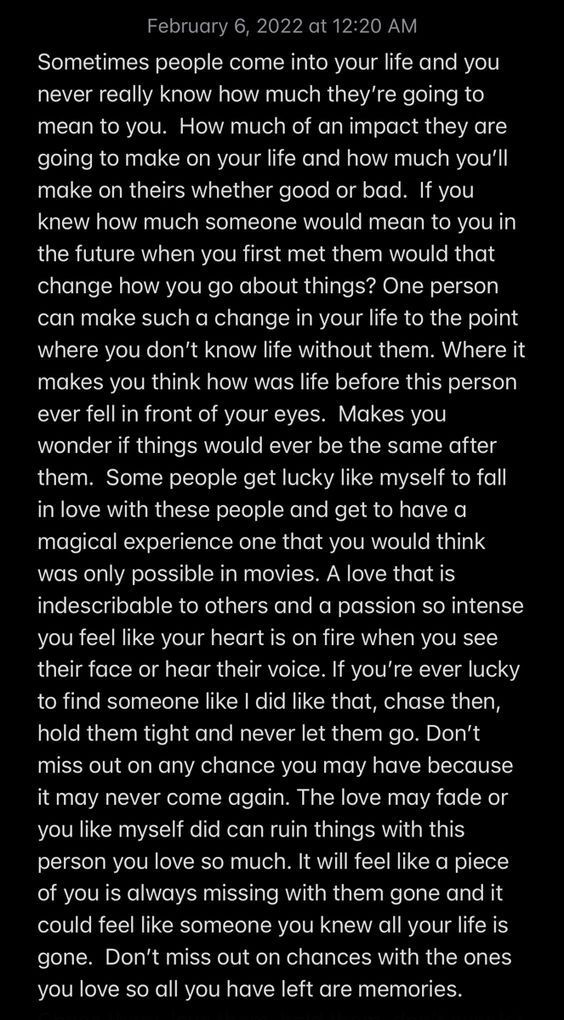 February 6, 2022 at 12:20 AM
Sometimes people come into your life and you
never really know how much they’re going to
mean to you.  How much of an impact they are
going to make on your life and how much you’ll
make on theirs whether good or bad.  If you
knew how much someone would mean to you in
the future when you first met them would that
change how you go about things? One person
can make such a change in your life to the point
where you don’t know life without them. Where it
makes you think how was life before this person
ever fell in front of your eyes.  Makes you
wonder if things would ever be the same after
them.  Some people get lucky like myself to fall
in love with these people and get to have a
magical experience one that you would think
was only possible in movies. A love that is
indescribable to others and a passion so intense
you feel like your heart is on fire when you see
their face or hear their voice. If you’re ever lucky
to find someone like I did like that, chase then,
hold them tight and never let them go. Don’t
miss out on any chance you may have because
it may never come again. The love may fade or
you like myself did can ruin things with this
person you love so much. It will feel like a piece
of you is always missing with them gone and it
could feel like someone you knew all your life is
gone.  Don’t miss out on chances with the ones
you love so all you have left are memories.